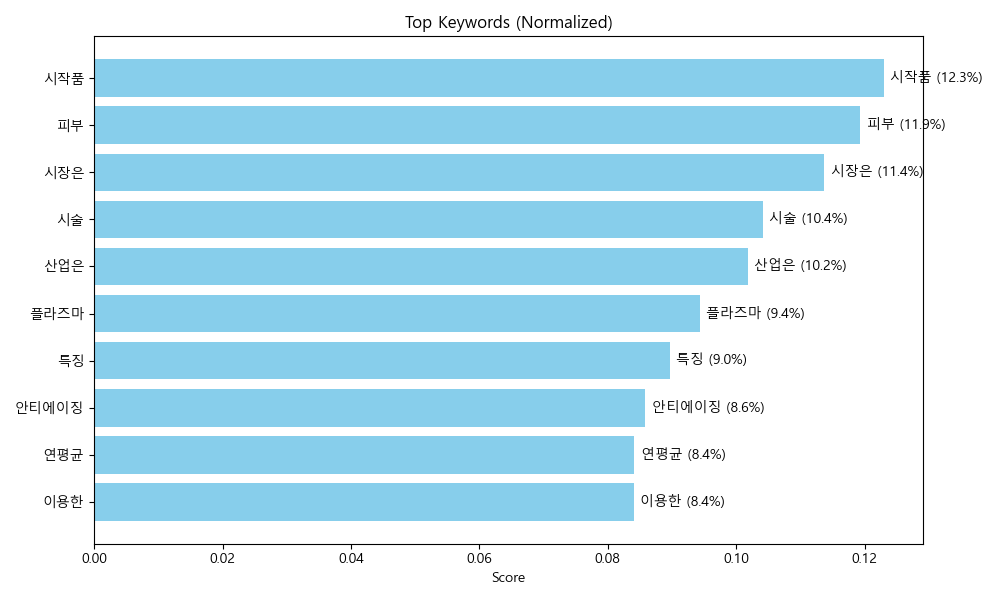 Top Keywords (Normalized)
시작품 시작품 (12.3%)
피부 피부 (11.9%)
시장은 시장은 (11.4%)
시술 시술 (10.4%)
산업은 산업은 (10.2%)
플라즈마 플라즈마 (9.4%)
특징 특징 (9.0%)
안티에이징 안티에이징 (8.6%)
연평균 연평균 (8.4%)
이용한 이용한 (8.4%)
0.00 0.02 0.04 0.06 0.08 0.10 0.12
Score